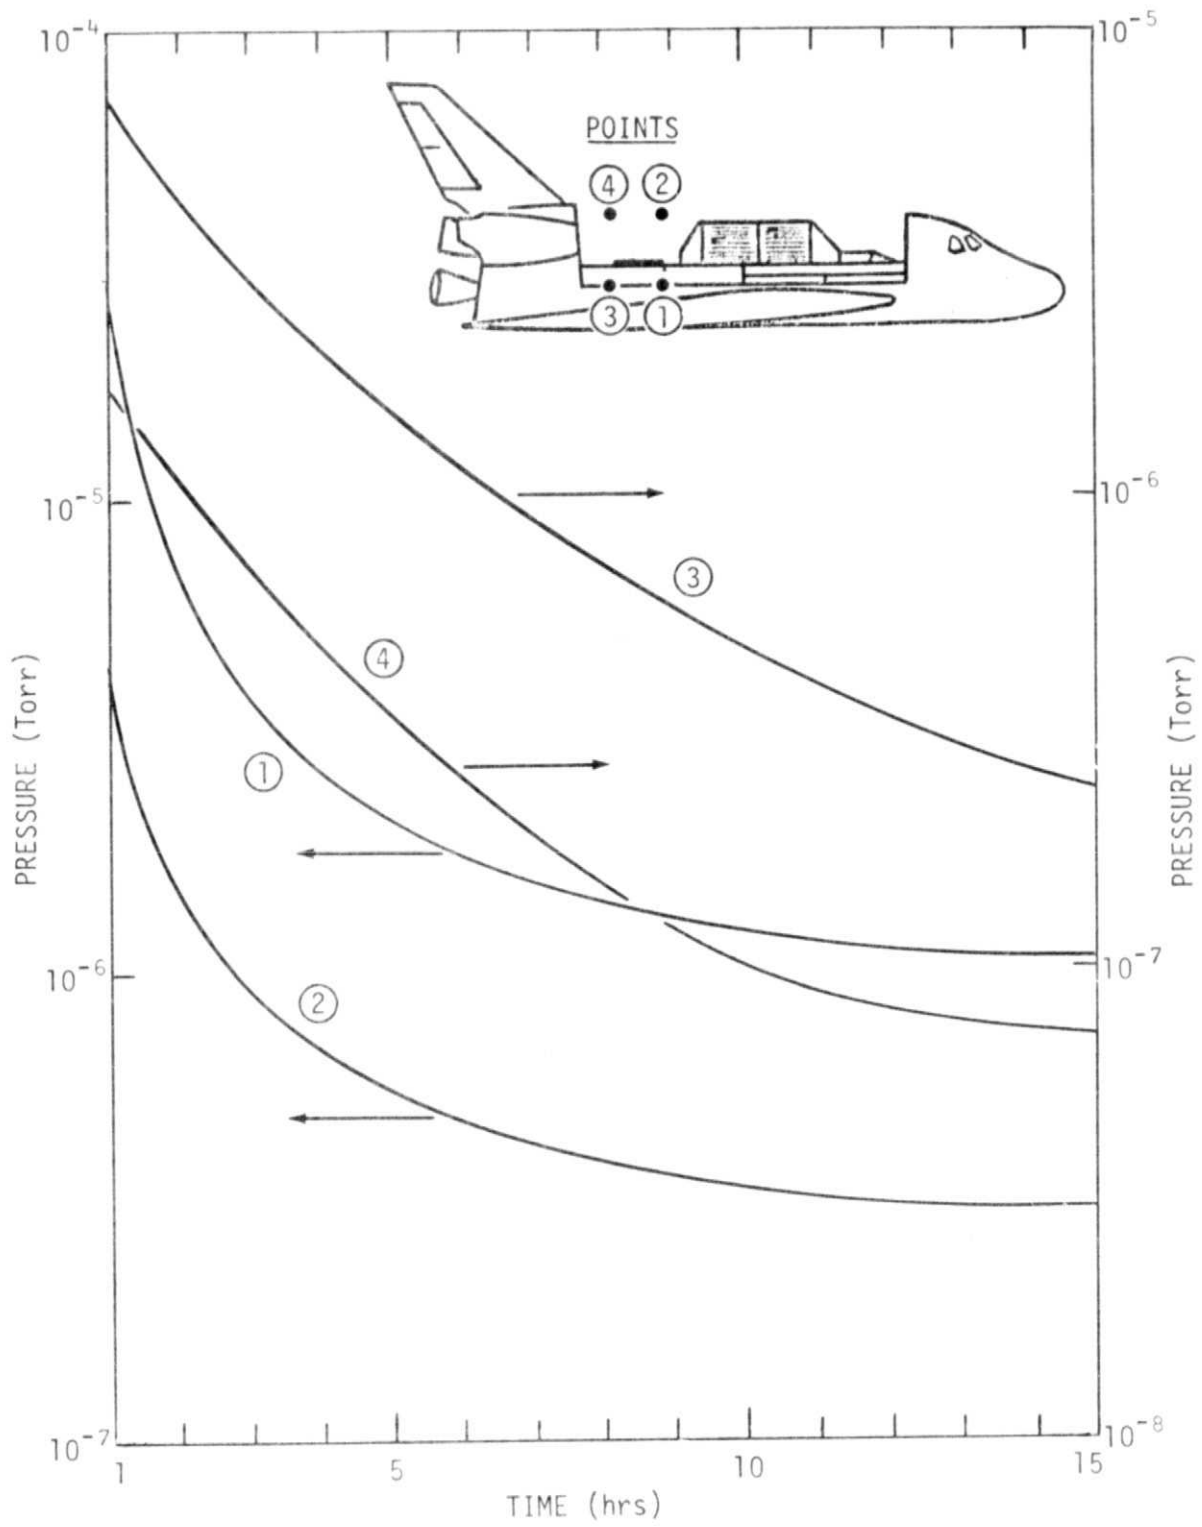 10⁻⁴
10⁻⁵
POINTS
④ ②
③ ①
10⁻⁵
10⁻⁶
③
④
①
PRESSURE (Torr)
PRESSURE (Torr)
10⁻⁶
10⁻⁷
②
10⁻⁷
10⁻⁸
1 5 10 15
TIME (hrs)